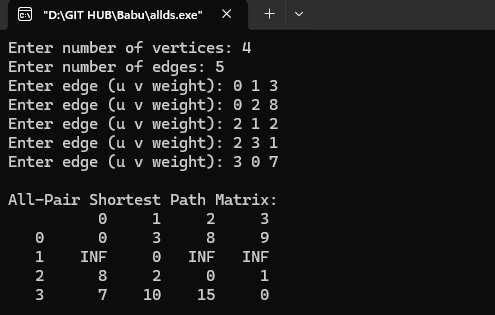 "D:\GIT HUB\Babu\allds.exe"
Enter number of vertices: 4
Enter number of edges: 5
Enter edge (u v weight): 0 1 3
Enter edge (u v weight): 0 2 8
Enter edge (u v weight): 2 1 2
Enter edge (u v weight): 2 3 1
Enter edge (u v weight): 3 0 7
All-Pair Shortest Path Matrix:
0 1 2 3
0 0 3 8 9
1 INF 0 INF INF
2 8 2 0 1
3 7 10 15 0